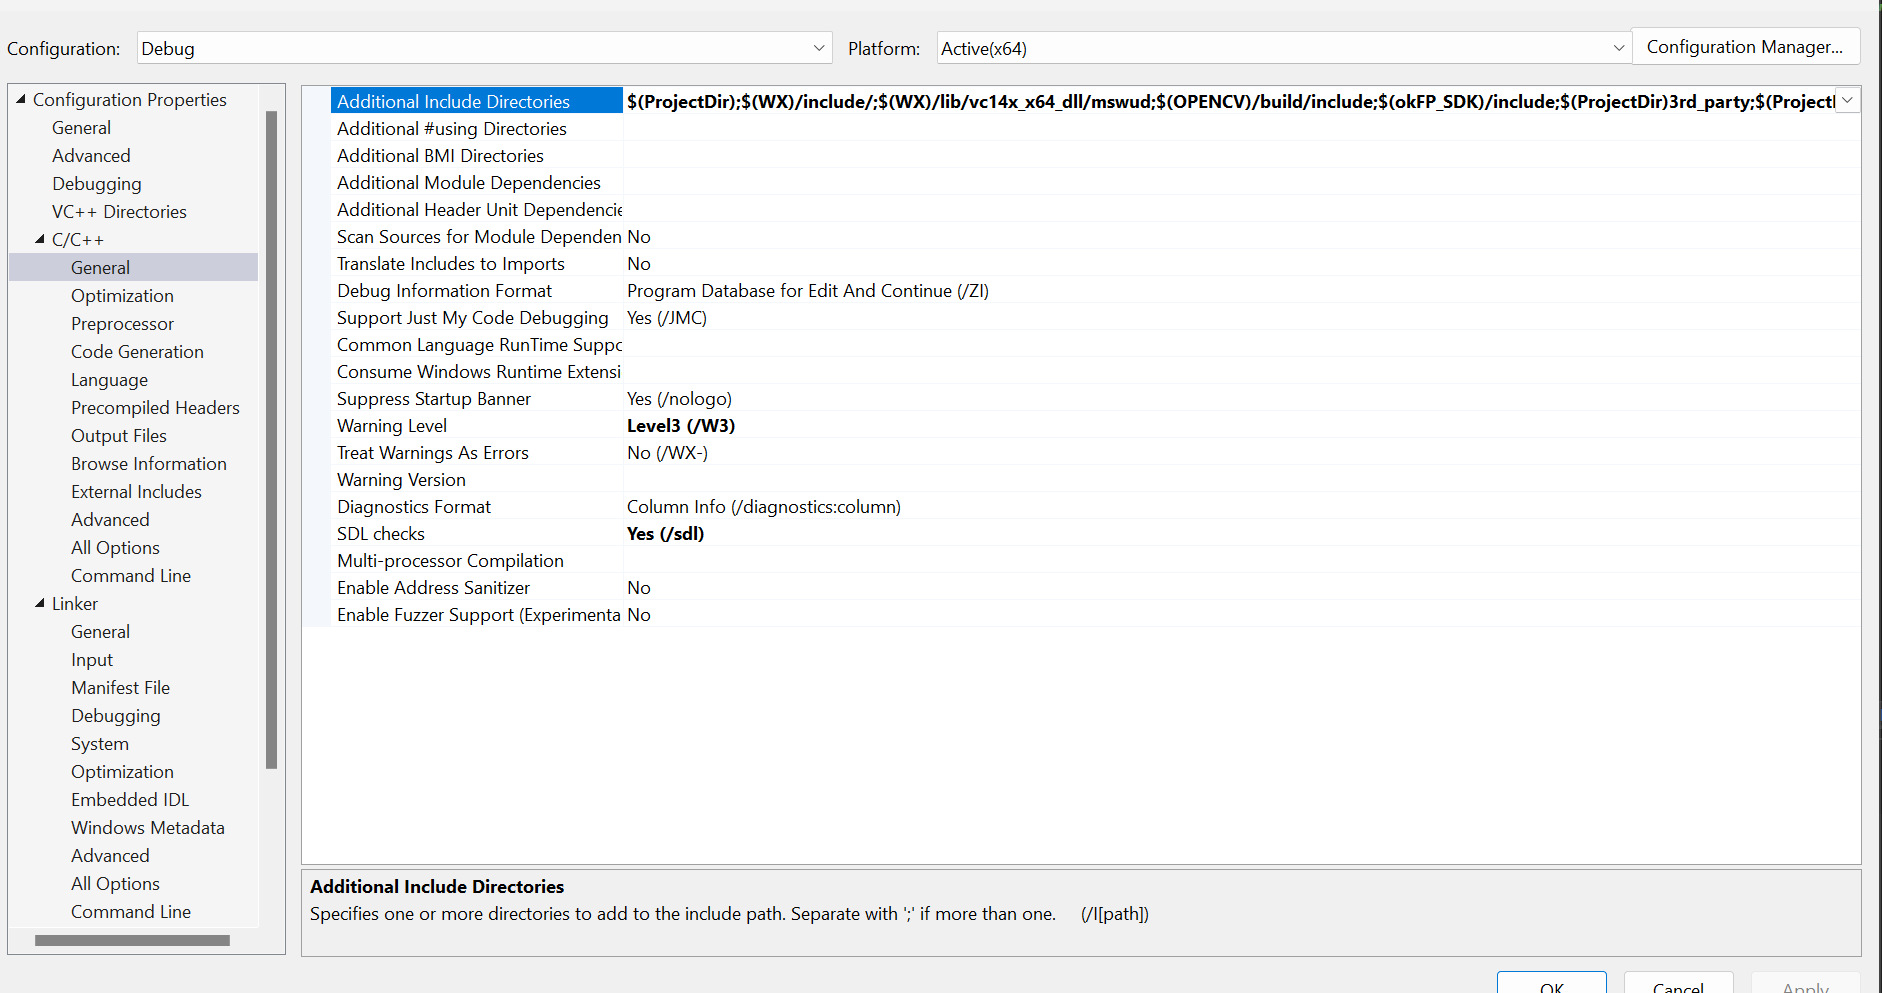 Configuration: Debug Platform: Active(x64) Configuration Manager...
Configuration Properties
General
Advanced
Debugging
VC++ Directories
C/C++
General
Optimization
Preprocessor
Code Generation
Language
Precompiled Headers
Output Files
Browse Information
External Includes
Advanced
All Options
Command Line
Linker
General
Input
Manifest File
Debugging
System
Optimization
Embedded IDL
Windows Metadata
Advanced
All Options
Command Line
Additional Include Directories $(ProjectDir);$(WX)/include/;$(WX)/lib/vc14x_x64_dll/mswud;$(OPENCV)/build/include;$(okFP_SDK)/include;$(ProjectDir)3rd_party;$(Project
Additional #using Directories
Additional BMI Directories
Additional Module Dependencies
Additional Header Unit Dependencie
Scan Sources for Module Dependen No
Translate Includes to Imports No
Debug Information Format Program Database for Edit And Continue (/ZI)
Support Just My Code Debugging Yes (/JMC)
Common Language RunTime Suppo
Consume Windows Runtime Extensi
Suppress Startup Banner Yes (/nologo)
Warning Level Level3 (/W3)
Treat Warnings As Errors No (/WX-)
Warning Version
Diagnostics Format Column Info (/diagnostics:column)
SDL checks Yes (/sdl)
Multi-processor Compilation
Enable Address Sanitizer No
Enable Fuzzer Support (Experimenta No
Additional Include Directories
Specifies one or more directories to add to the include path. Separate with ';' if more than one. (/I[path])
OK Cancel Apply